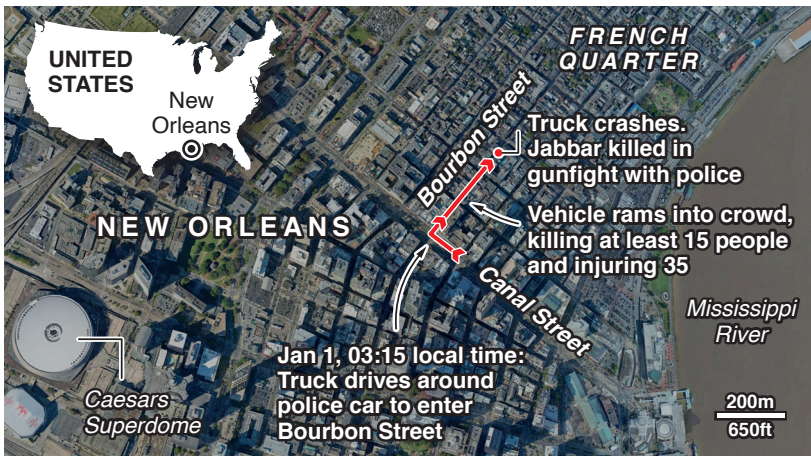 UNITED
STATES
New
Orleans
FRENCH
QUARTER
Bourbon Street
Truck crashes.
Jabbar killed in
gunfight with police
NEW ORLEANS
Vehicle rams into crowd,
killing at least 15 people
and injuring 35
Canal Street
Mississippi
River
Jan 1, 03:15 local time:
Truck drives around
police car to enter
Bourbon Street
Caesars
Superdome
200m
650ft